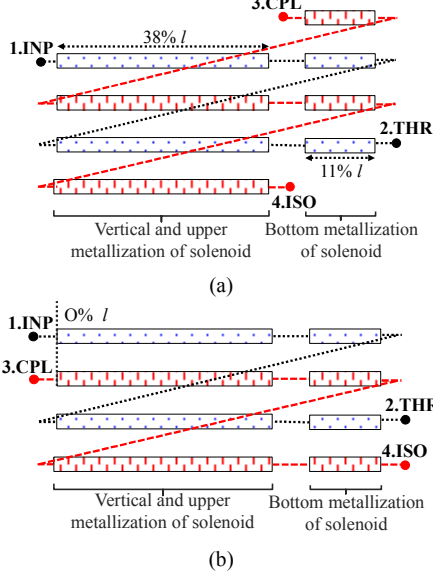 3.CPL
38% l
1.INP
2.THR
11% l
4.ISO
Vertical and upper
metallization of solenoid
Bottom metallization
of solenoid
(a)
O% l
1.INP
3.CPL
2.THR
4.ISO
Vertical and upper
metallization of solenoid
Bottom metallization
of solenoid
(b)